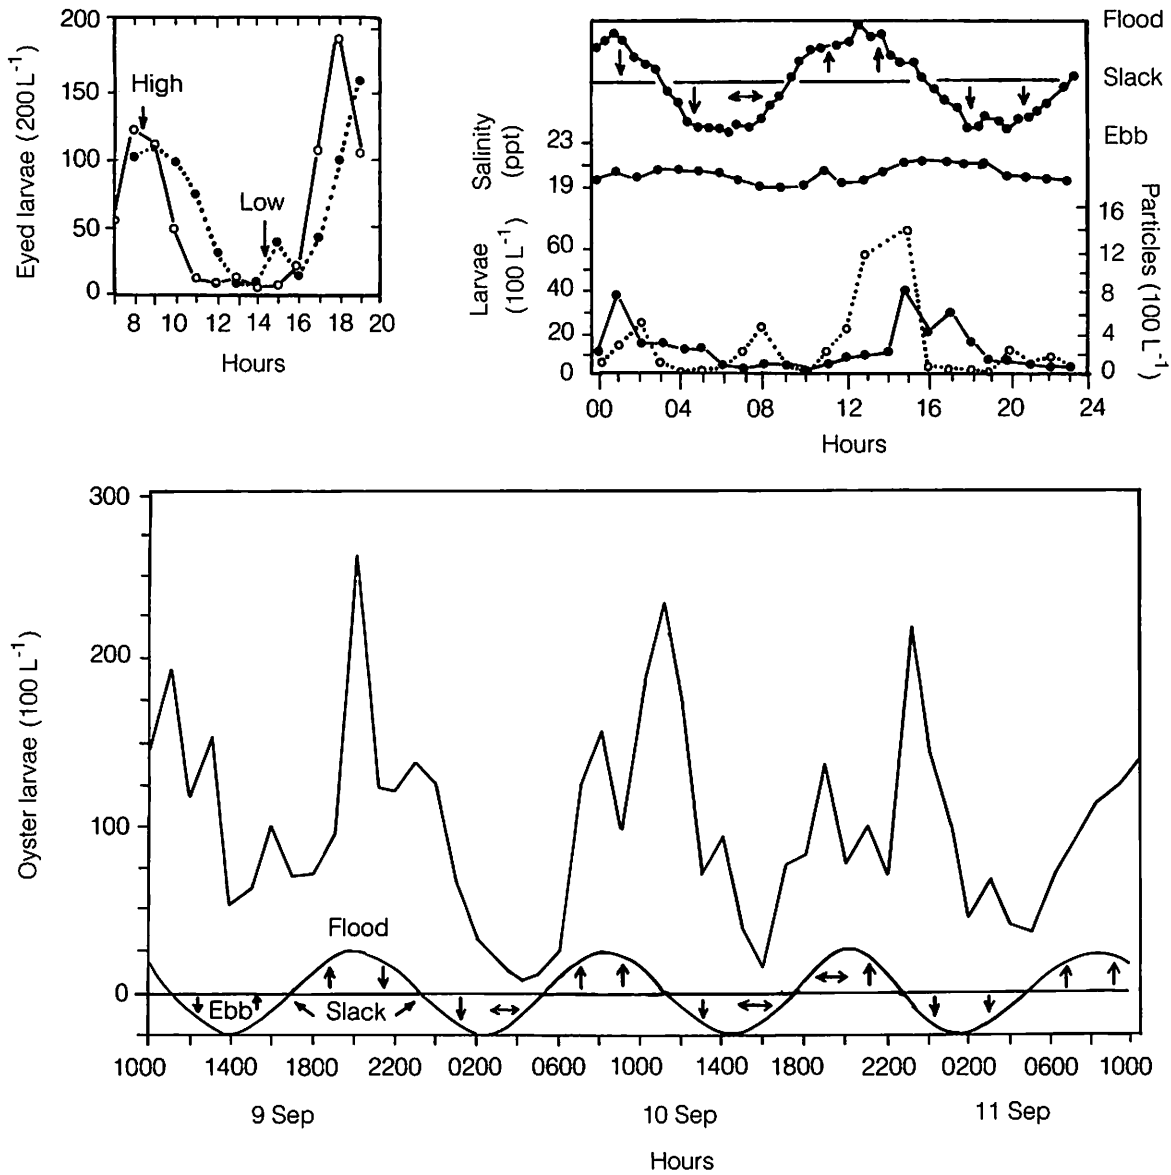 200
150
100
50
0
Eyed larvae (200 L⁻¹)
High
Low
8 10 12 14 16 18 20
Hours
Flood
Slack
Ebb
23
19
Salinity
(ppt)
60
40
20
0
Larvae
(100 L⁻¹)
16
12
8
4
0
Particles (100 L⁻¹)
00 04 08 12 16 20 24
Hours
300
200
100
0
Oyster larvae (100 L⁻¹)
Flood
Ebb
Slack
1000 1400 1800 2200 0200 0600 1000 1400 1800 2200 0200 0600 1000
9 Sep 10 Sep 11 Sep
Hours